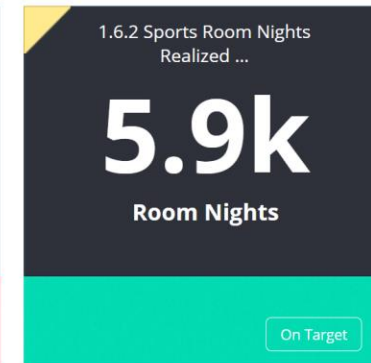 1.6.2 Sports Room Nights
Realized ...
5.9k
Room Nights
On Target